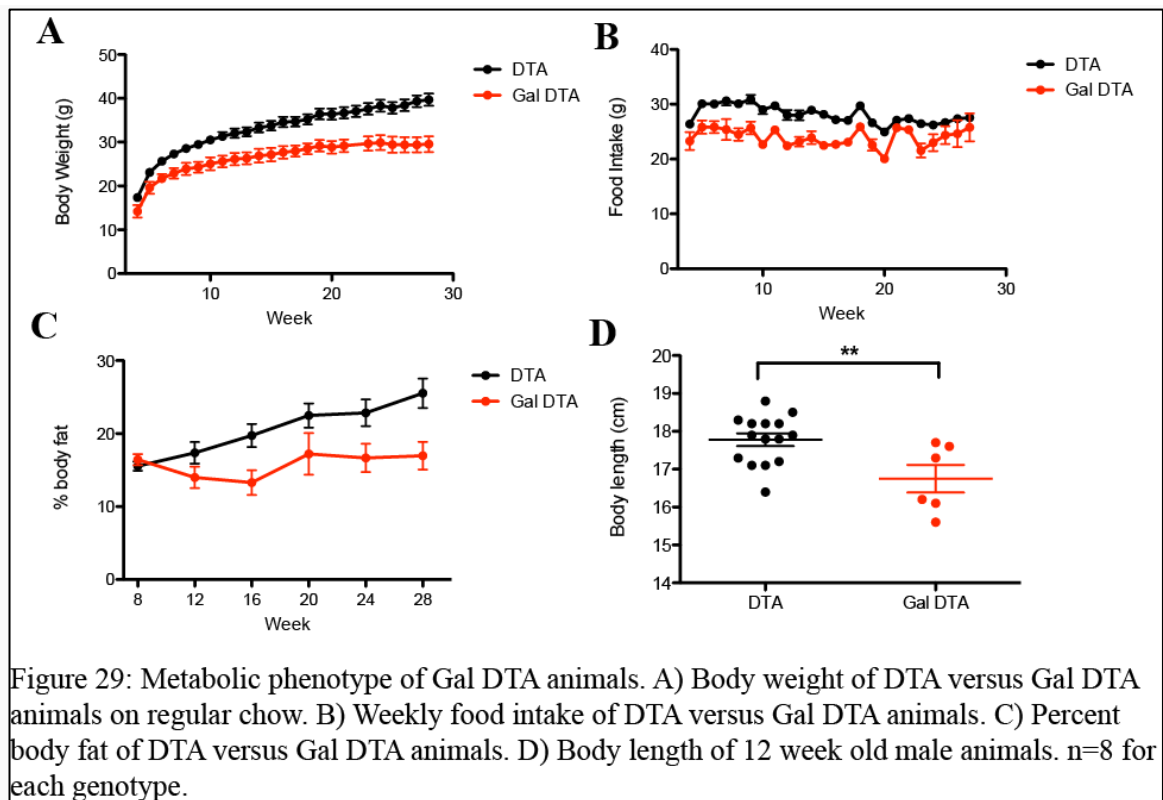 A
B
50
40
30
20
10
0
Body Weight (g)
10
20
30
Week
DTA
Gal DTA
40
30
20
10
0
Food Intake (g)
10
20
30
Week
DTA
Gal DTA
C
D
30
20
10
0
% body fat
8
12
16
20
24
28
Week
DTA
Gal DTA
20
19
18
17
16
15
14
Body length (cm)
**
DTA
Gal DTA
Figure 29: Metabolic phenotype of Gal DTA animals. A) Body weight of DTA versus Gal DTA
animals on regular chow. B) Weekly food intake of DTA versus Gal DTA animals. C) Percent
body fat of DTA versus Gal DTA animals. D) Body length of 12 week old male animals. n=8 for
each genotype.